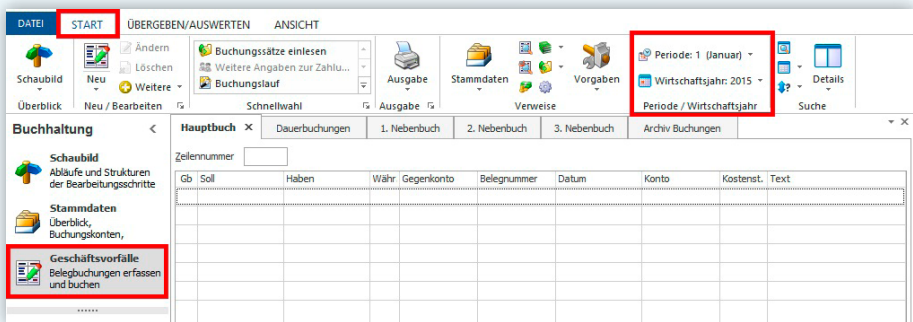 DATEI START ÜBERGEBEN/AUSWERTEN ANSICHT
Schaubild
Überblick
Neu
Ändern
Löschen
Weitere
Neu / Bearbeiten
Buchungssätze einlesen
Weitere Angaben zur Zahlu...
Buchungslauf
Schnellwahl
Ausgabe
Ausgabe
Stammdaten
Vorgaben
Verweise
Periode: 1 (Januar)
Wirtschaftsjahr: 2015
Periode / Wirtschaftsjahr
Details
Suche
Buchhaltung <
Schaubild
Abläufe und Strukturen
der Bearbeitungsschritte
Stammdaten
Überblick,
Buchungskonten,
Geschäftsvorfälle
Belegbuchungen erfassen
und buchen
Hauptbuch X Dauerbuchungen 1. Nebenbuch 2. Nebenbuch 3. Nebenbuch Archiv Buchungen
Zeilennummer
Gb Soll Haben Währ Gegenkonto Belegnummer Datum Konto Kostenst. Text